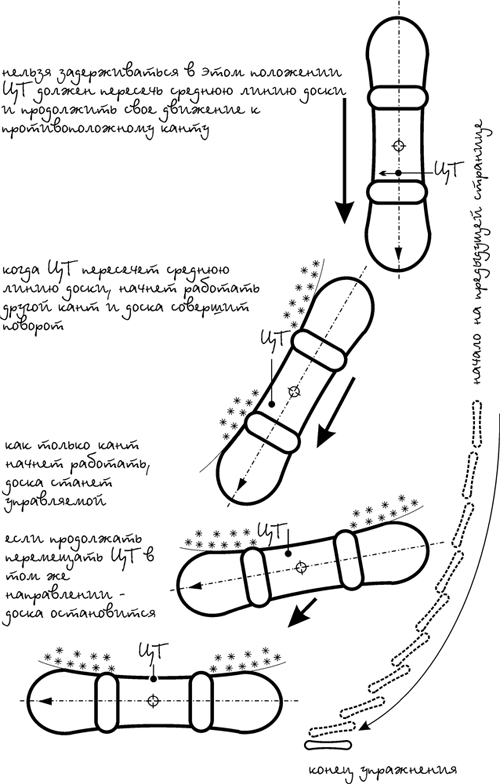 нельзя задерживаться в этом положении
ЦТ должен пересечь среднюю линию доски
и продолжить свое движение к
противоположному канту
ЦТ
начало на предыдущей странице
когда ЦТ пересечет среднюю
линию доски, начнет работать
другой кант и доска совершит
поворот
ЦТ
как только кант
начнет работать,
доска станет
управляемой
если продолжать
перемещать ЦТ в
том же
направлении -
доска остановится
ЦТ
ЦТ
конец упражнения